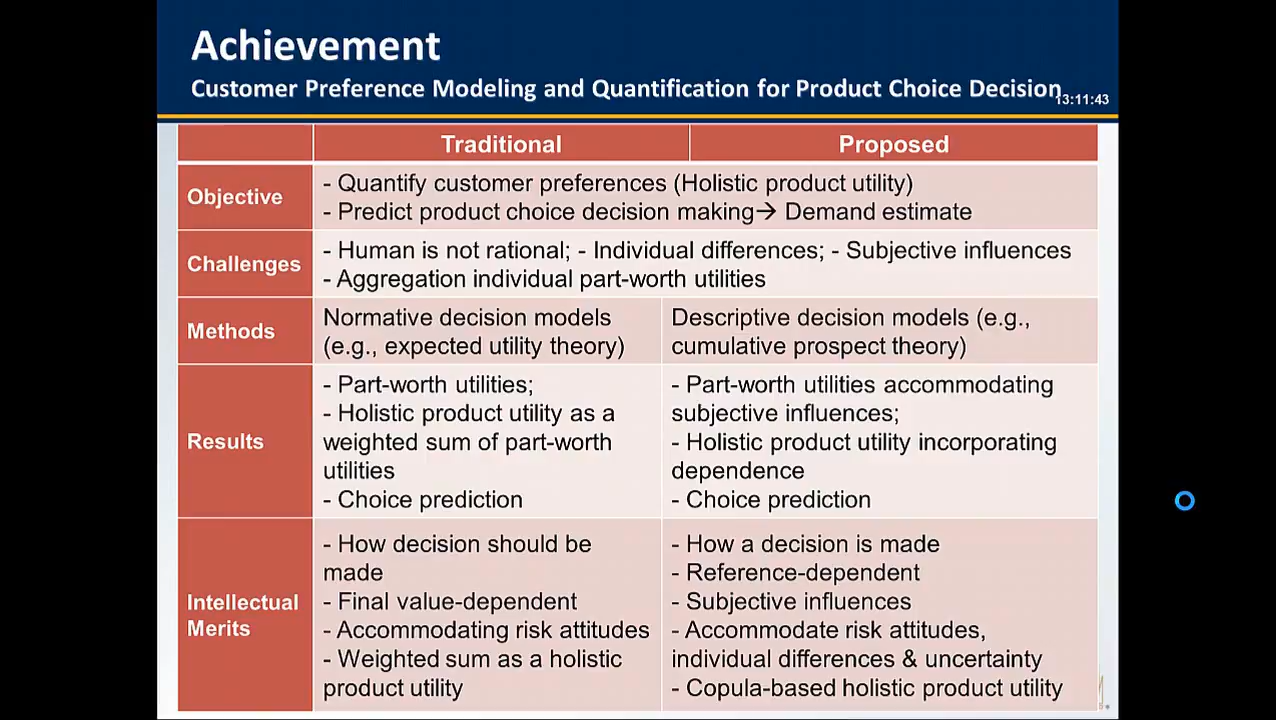 Achievement
Customer Preference Modeling and Quantification for Product Choice Decision
13:11:43
Traditional
Proposed
Objective
- Quantify customer preferences (Holistic product utility)
- Predict product choice decision making→ Demand estimate
Challenges
- Human is not rational; - Individual differences; - Subjective influences
- Aggregation individual part-worth utilities
Methods
Normative decision models
(e.g., expected utility theory)
Descriptive decision models (e.g.,
cumulative prospect theory)
Results
- Part-worth utilities;
- Holistic product utility as a
weighted sum of part-worth
utilities
- Choice prediction
- Part-worth utilities accommodating
subjective influences;
- Holistic product utility incorporating
dependence
- Choice prediction
Intellectual
Merits
- How decision should be
made
- Final value-dependent
- Accommodating risk attitudes
- Weighted sum as a holistic
product utility
- How a decision is made
- Reference-dependent
- Subjective influences
- Accommodate risk attitudes,
individual differences & uncertainty
- Copula-based holistic product utility